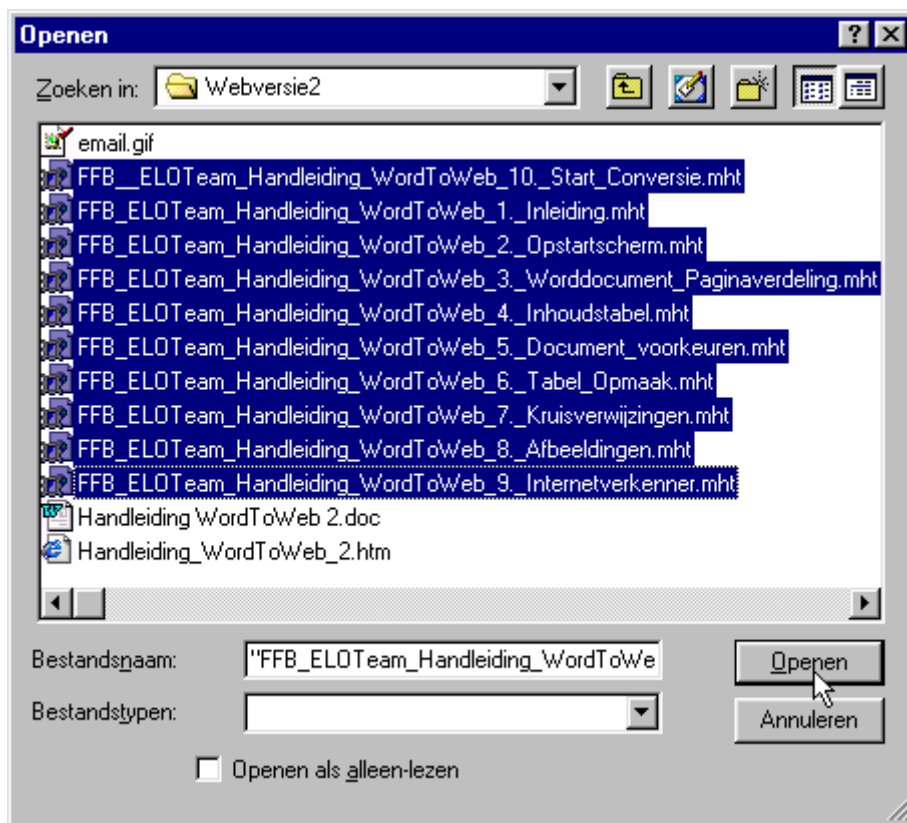 Openen
Zoeken in: Webversie2
email.gif
FFB__ELOTeam_Handleiding_WordToWeb_10._Start_Conversie.mht
FFB_ELOTeam_Handleiding_WordToWeb_1._Inleiding.mht
FFB_ELOTeam_Handleiding_WordToWeb_2._Opstartscherm.mht
FFB_ELOTeam_Handleiding_WordToWeb_3._Worddocument_Paginaverdeling.mht
FFB_ELOTeam_Handleiding_WordToWeb_4._Inhoudstabel.mht
FFB_ELOTeam_Handleiding_WordToWeb_5._Document_voorkeuren.mht
FFB_ELOTeam_Handleiding_WordToWeb_6._Tabel_Opmaak.mht
FFB_ELOTeam_Handleiding_WordToWeb_7._Kruisverwijzingen.mht
FFB_ELOTeam_Handleiding_WordToWeb_8._Afbeeldingen.mht
FFB_ELOTeam_Handleiding_WordToWeb_9._Internetverkenner.mht
Handleiding WordToWeb 2.doc
Handleiding_WordToWeb_2.htm
Bestandsnaam: "FFB_ELOTeam_Handleiding_WordToWe
Openen
Bestandstypen:
Annuleren
Openen als alleen-lezen